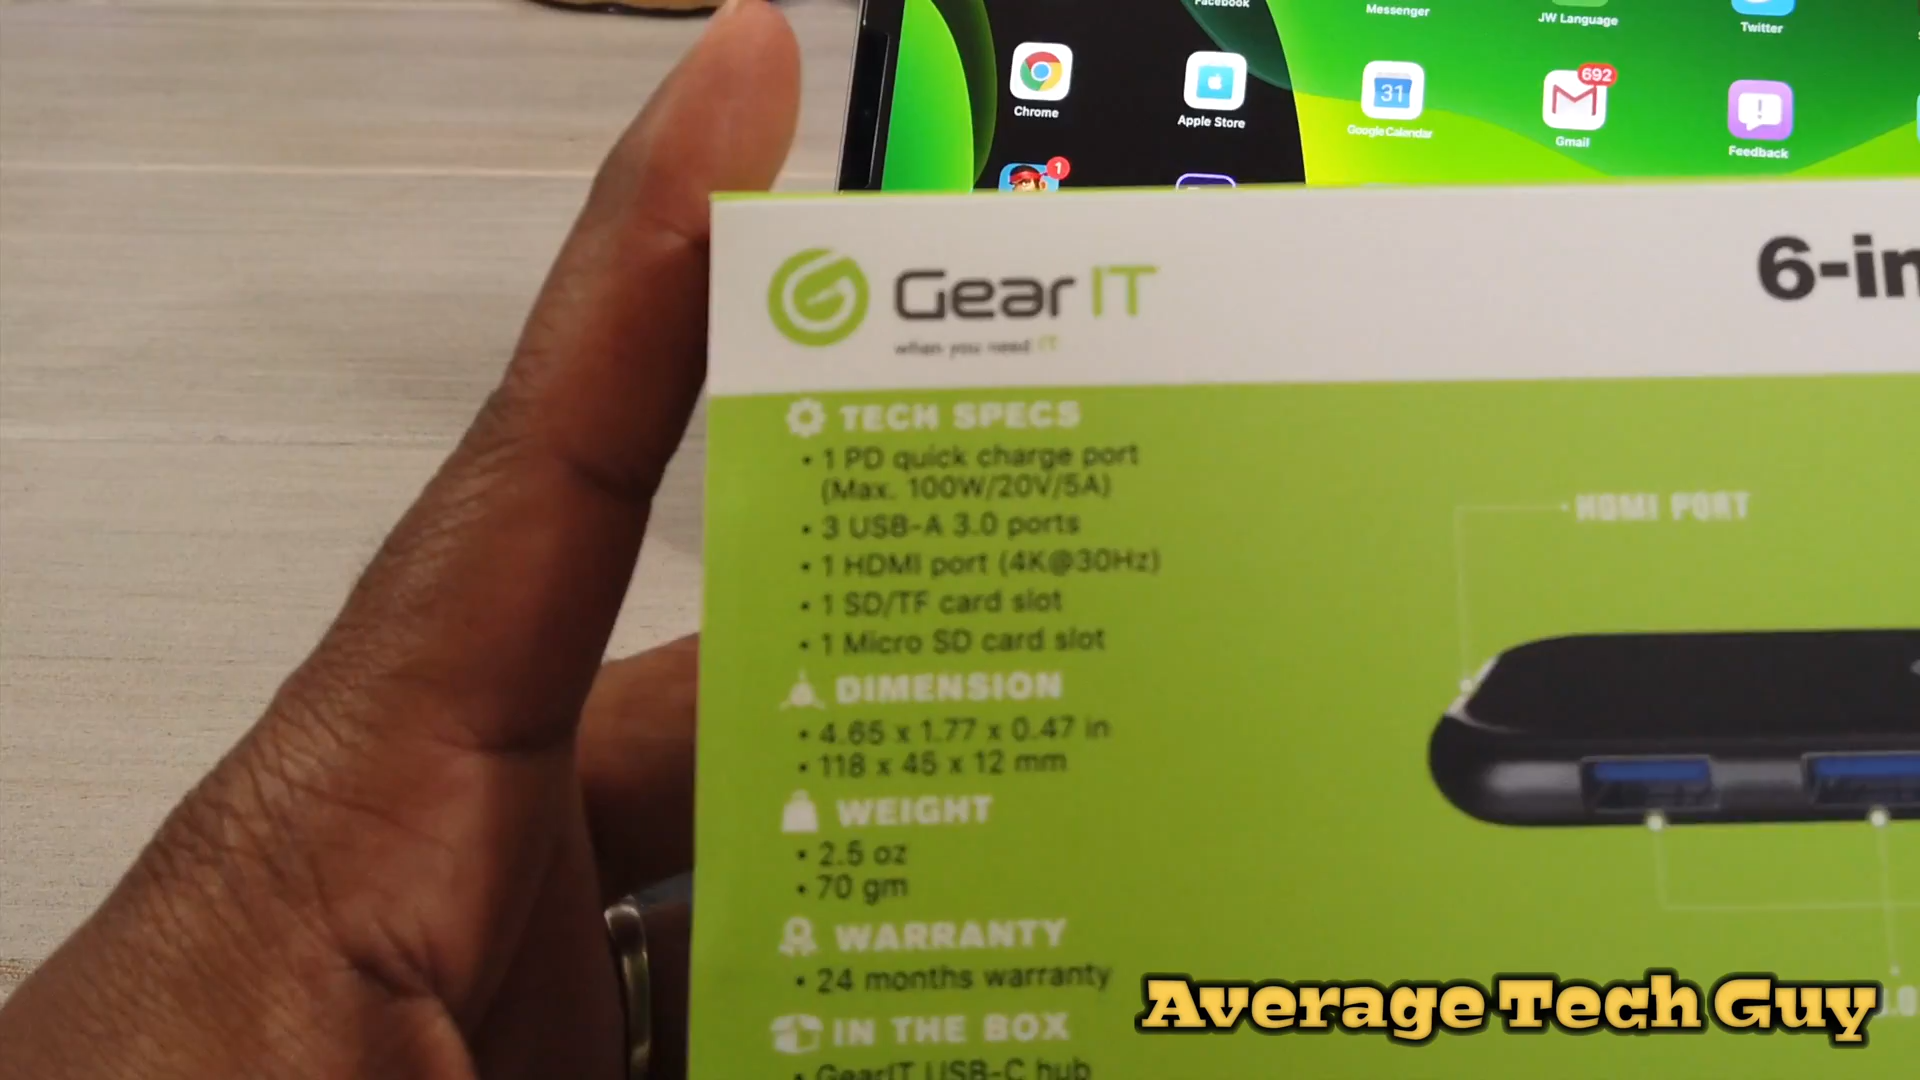 Facebook
Messenger
JW Language
Twitter
Chrome
Apple Store
31
Google Calendar
692
Gmail
Feedback
1
Gear IT
when you need IT
6-in
TECH SPECS
• 1 PD quick charge port
(Max. 100W/20V/5A)
• 3 USB-A 3.0 ports
• 1 HDMI port (4K@30Hz)
• 1 SD/TF card slot
• 1 Micro SD card slot
DIMENSION
• 4.65 x 1.77 x 0.47 in
• 118 x 45 x 12 mm
WEIGHT
• 2.5 oz
• 70 gm
WARRANTY
• 24 months warranty
IN THE BOX
• GearIT USB-C hub
HDMI PORT
Average Tech Guy